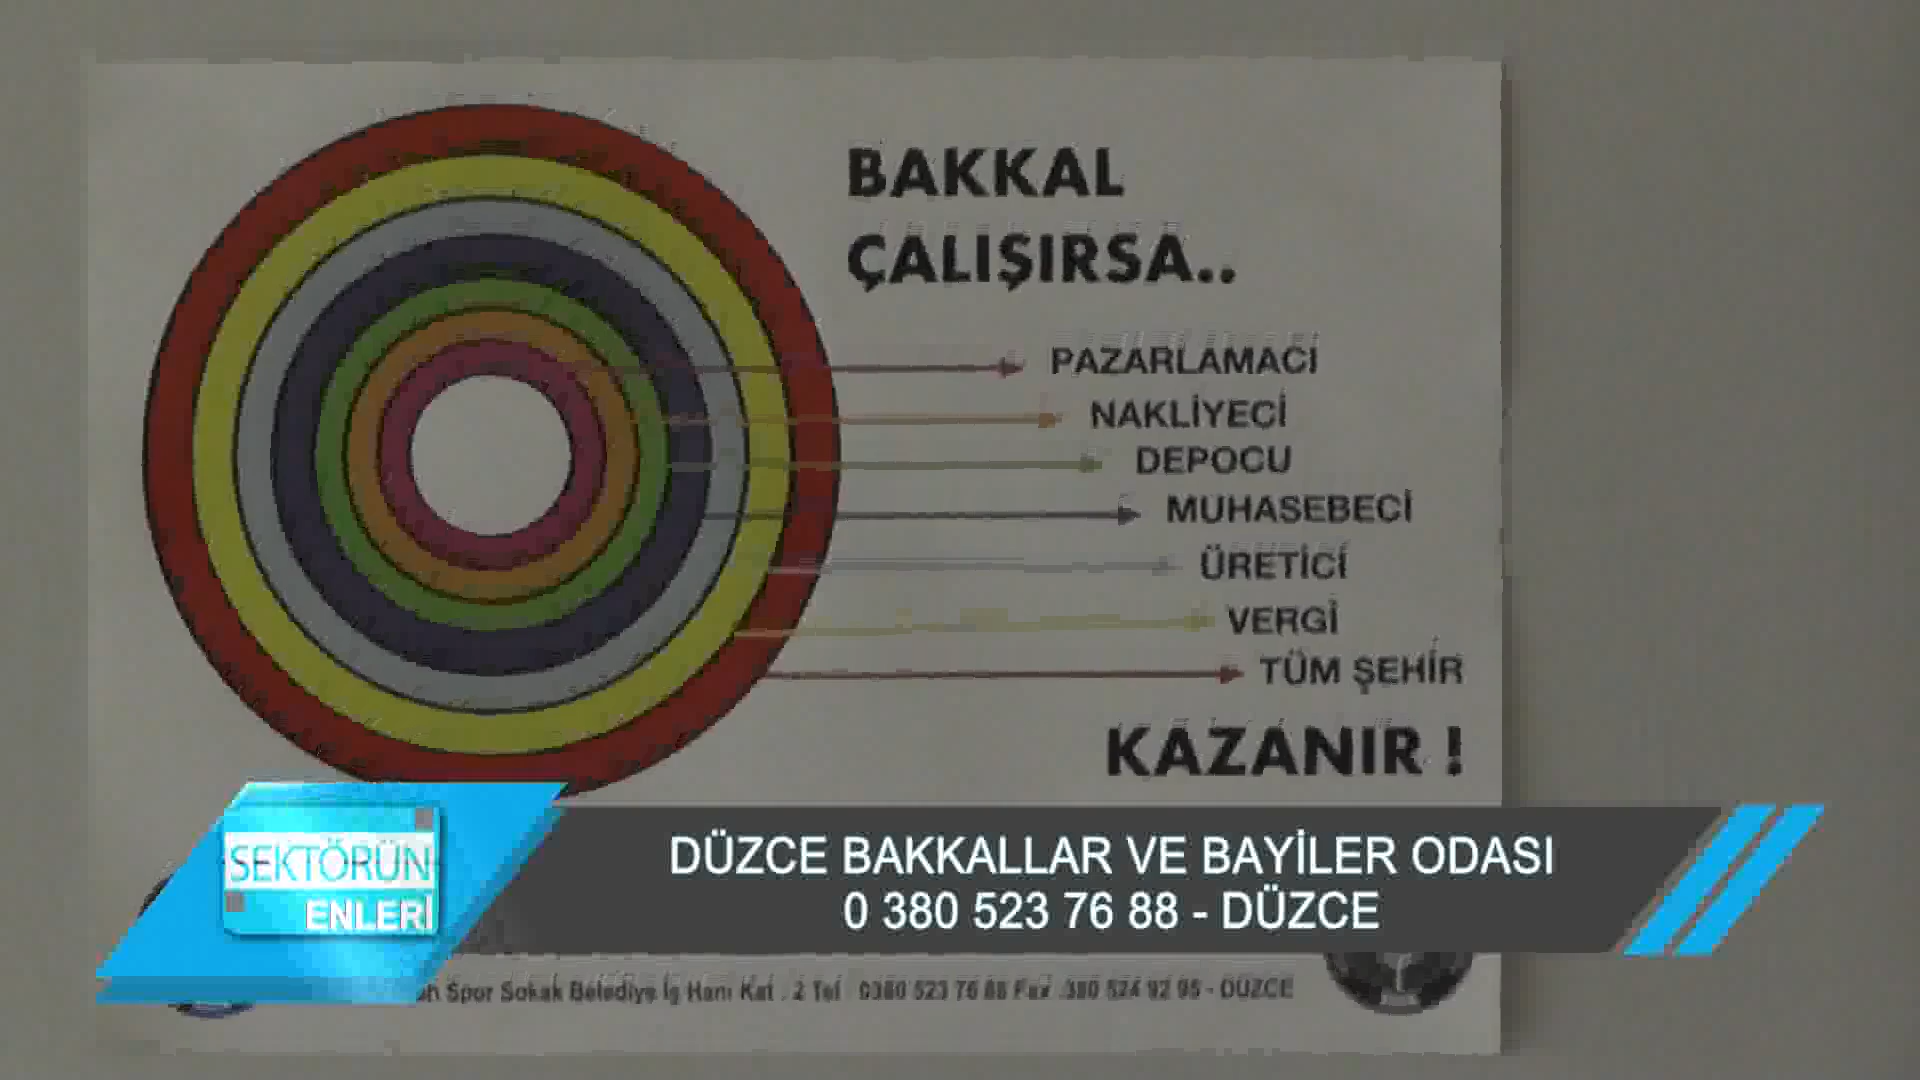 BAKKAL
ÇALIŞIRSA..
PAZARLAMACI
NAKLİYECİ
DEPOCU
MUHASEBECİ
ÜRETİCİ
VERGİ
TÜM ŞEHİR
KAZANIR !
SEKTÖRÜN
ENLERİ
DÜZCE BAKKALLAR VE BAYİLER ODASI
0 380 523 76 88 - DÜZCE
Spor Sokak Belediye İş Hanı Kat . 2 Tel 0380 523 76 88 Fax 380 524 92 95 - DÜZCE